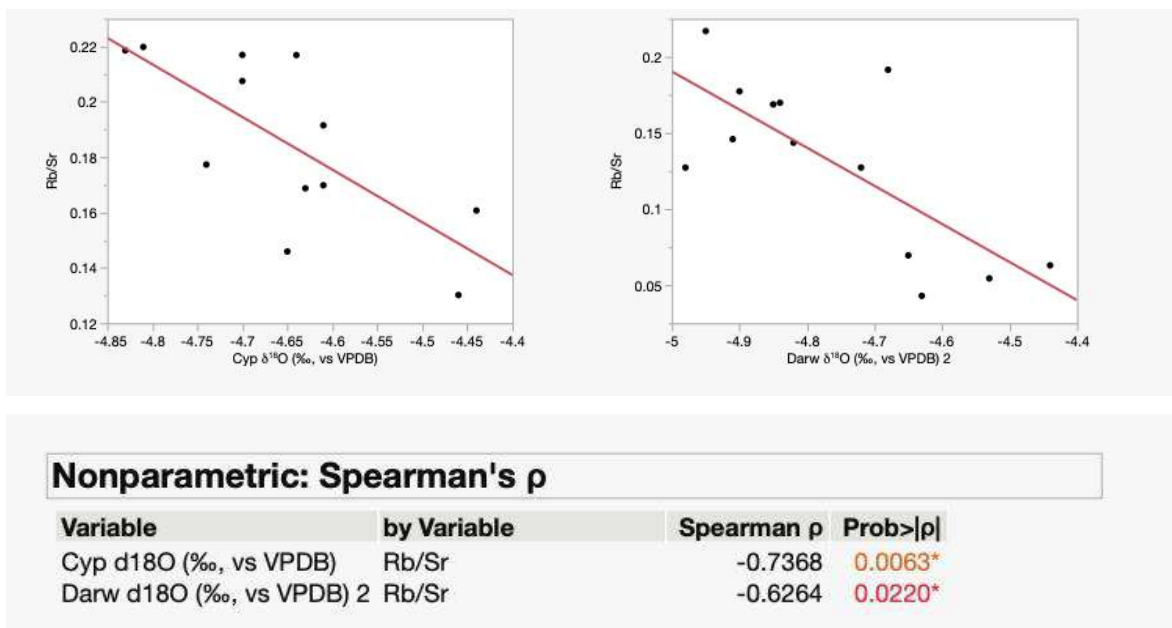 0.22
0.2
0.18
0.16
0.14
0.12
Rb/Sr
-4.85 -4.8 -4.75 -4.7 -4.65 -4.6 -4.55 -4.5 -4.45 -4.4
Cyp δ¹⁸O (‰, vs VPDB)
0.2
0.15
0.1
0.05
Rb/Sr
-5 -4.9 -4.8 -4.7 -4.6 -4.5 -4.4
Darw δ¹⁸O (‰, vs VPDB) 2
Nonparametric: Spearman's ρ
Variable by Variable Spearman ρ Prob>|ρ|
Cyp d18O (‰, vs VPDB) Rb/Sr -0.7368 0.0063*
Darw d18O (‰, vs VPDB) 2 Rb/Sr -0.6264 0.0220*